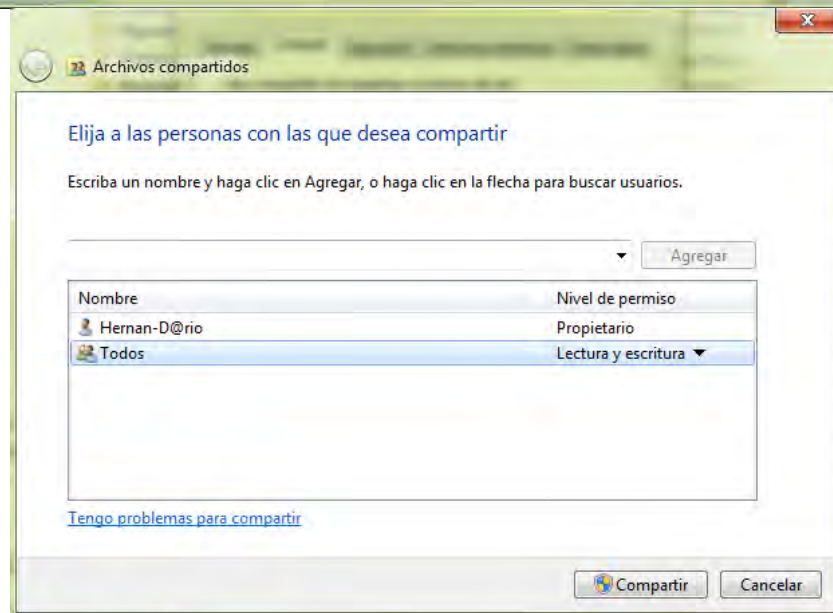 Archivos compartidos
Elija a las personas con las que desea compartir
Escriba un nombre y haga clic en Agregar, o haga clic en la flecha para buscar usuarios.
Agregar
Nombre Nivel de permiso
Hernan-D@rio Propietario
Todos Lectura y escritura
Tengo problemas para compartir
Compartir Cancelar